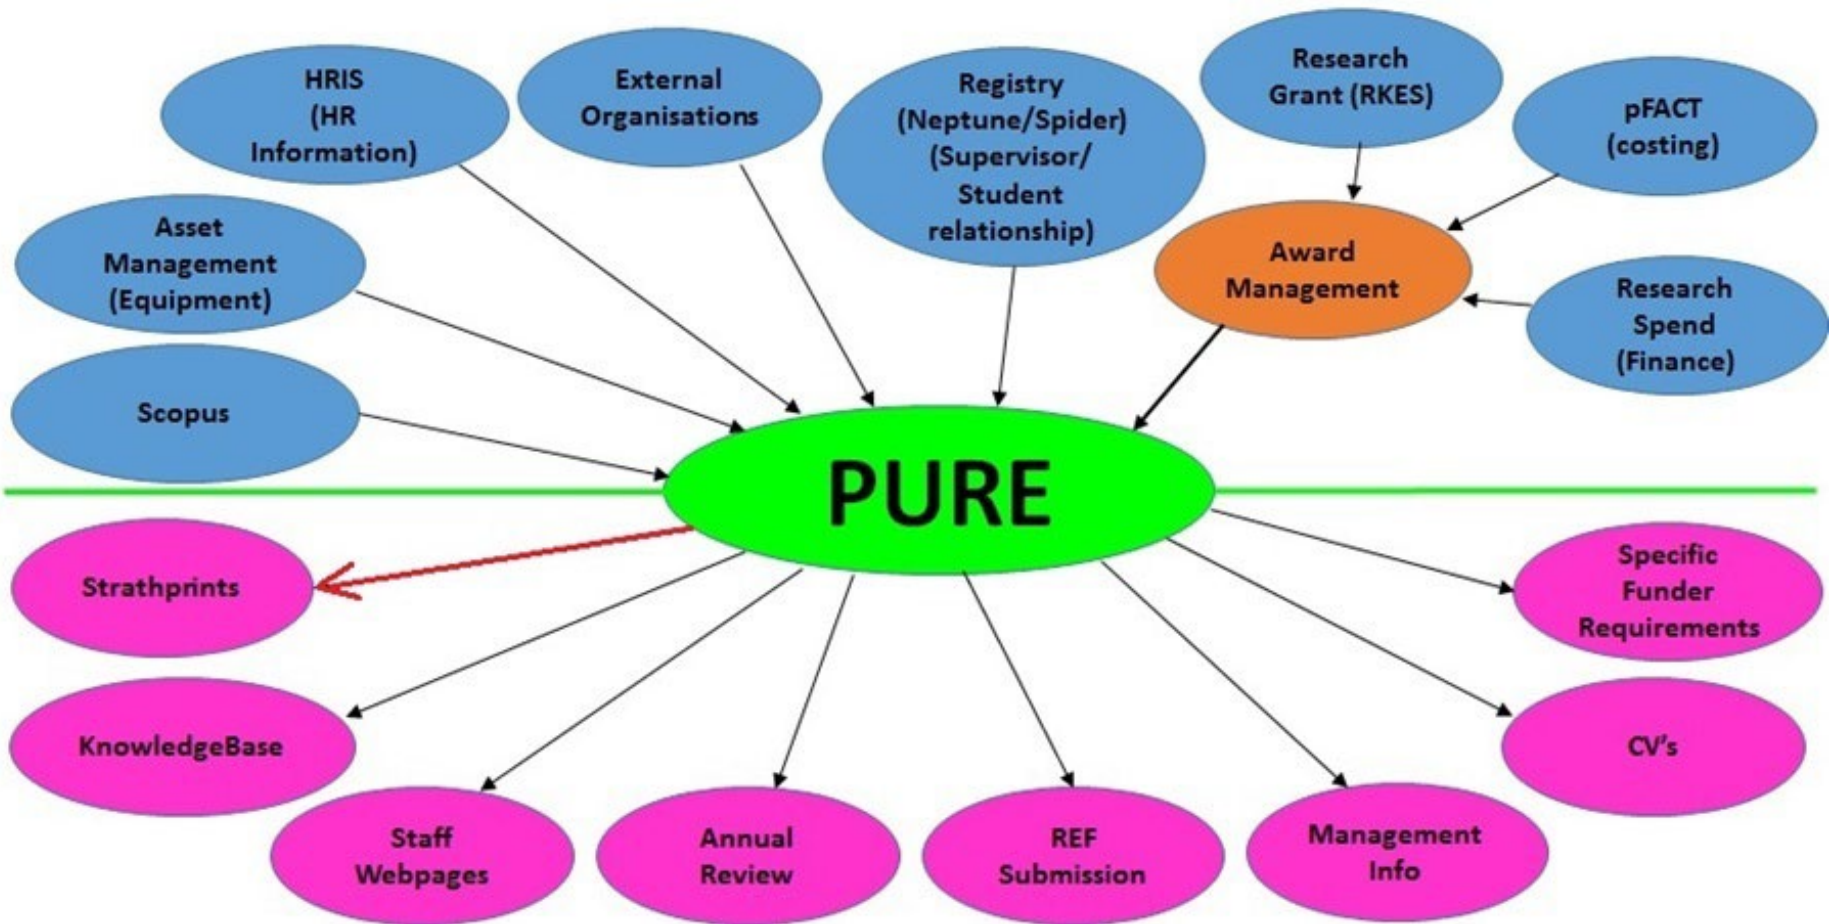 HRIS
(HR
Information)
External
Organisations
Registry
(Neptune/Spider)
(Supervisor/
Student
relationship)
Research
Grant (RKES)
pFACT
(costing)
Asset
Management
(Equipment)
Award
Management
Research
Spend
(Finance)
Scopus
PURE
Strathprints
Specific
Funder
Requirements
KnowledgeBase
CV's
Staff
Webpages
Annual
Review
REF
Submission
Management
Info